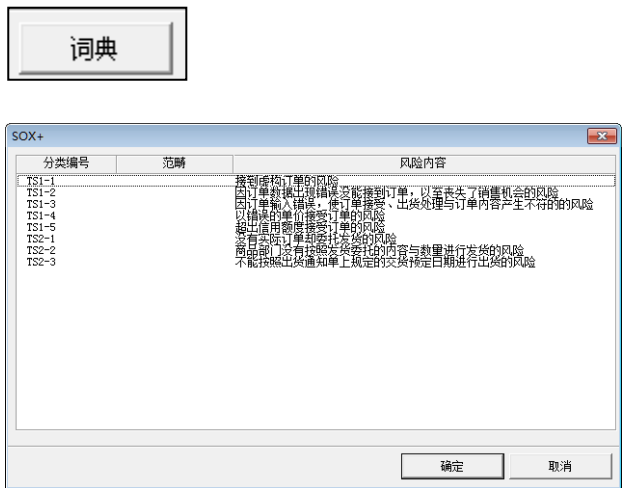 词典
SOX+
分类编号 范畴 风险内容
TS1-1 接到虚构订单的风险
TS1-2 因订单数据出现错误没能接到订单，以至丧失了销售机会的风险
TS1-3 因订单输入错误，使订单接受、出货处理与订单内容产生不符的的风险
TS1-4 以错误的单价接受订单的风险
TS1-5 超出信用额度接受订单的风险
TS2-1 没有实际订单却委托发货的风险
TS2-2 商品部门没有按照发货委托的内容与数量进行发货的风险
TS2-3 不能按照出货通知单上规定的交货预定日期进行出货的风险
确定 取消